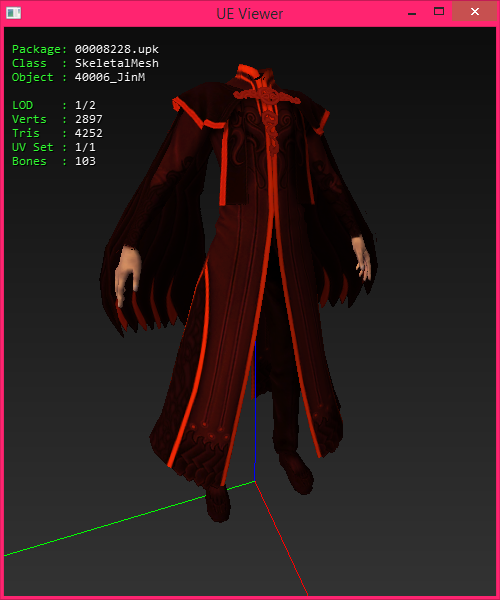 UE Viewer
Package: 00008228.upk
Class : SkeletalMesh
Object : 40006_JinM
LOD : 1/2
Verts : 2897
Tris : 4252
UV Set : 1/1
Bones : 103